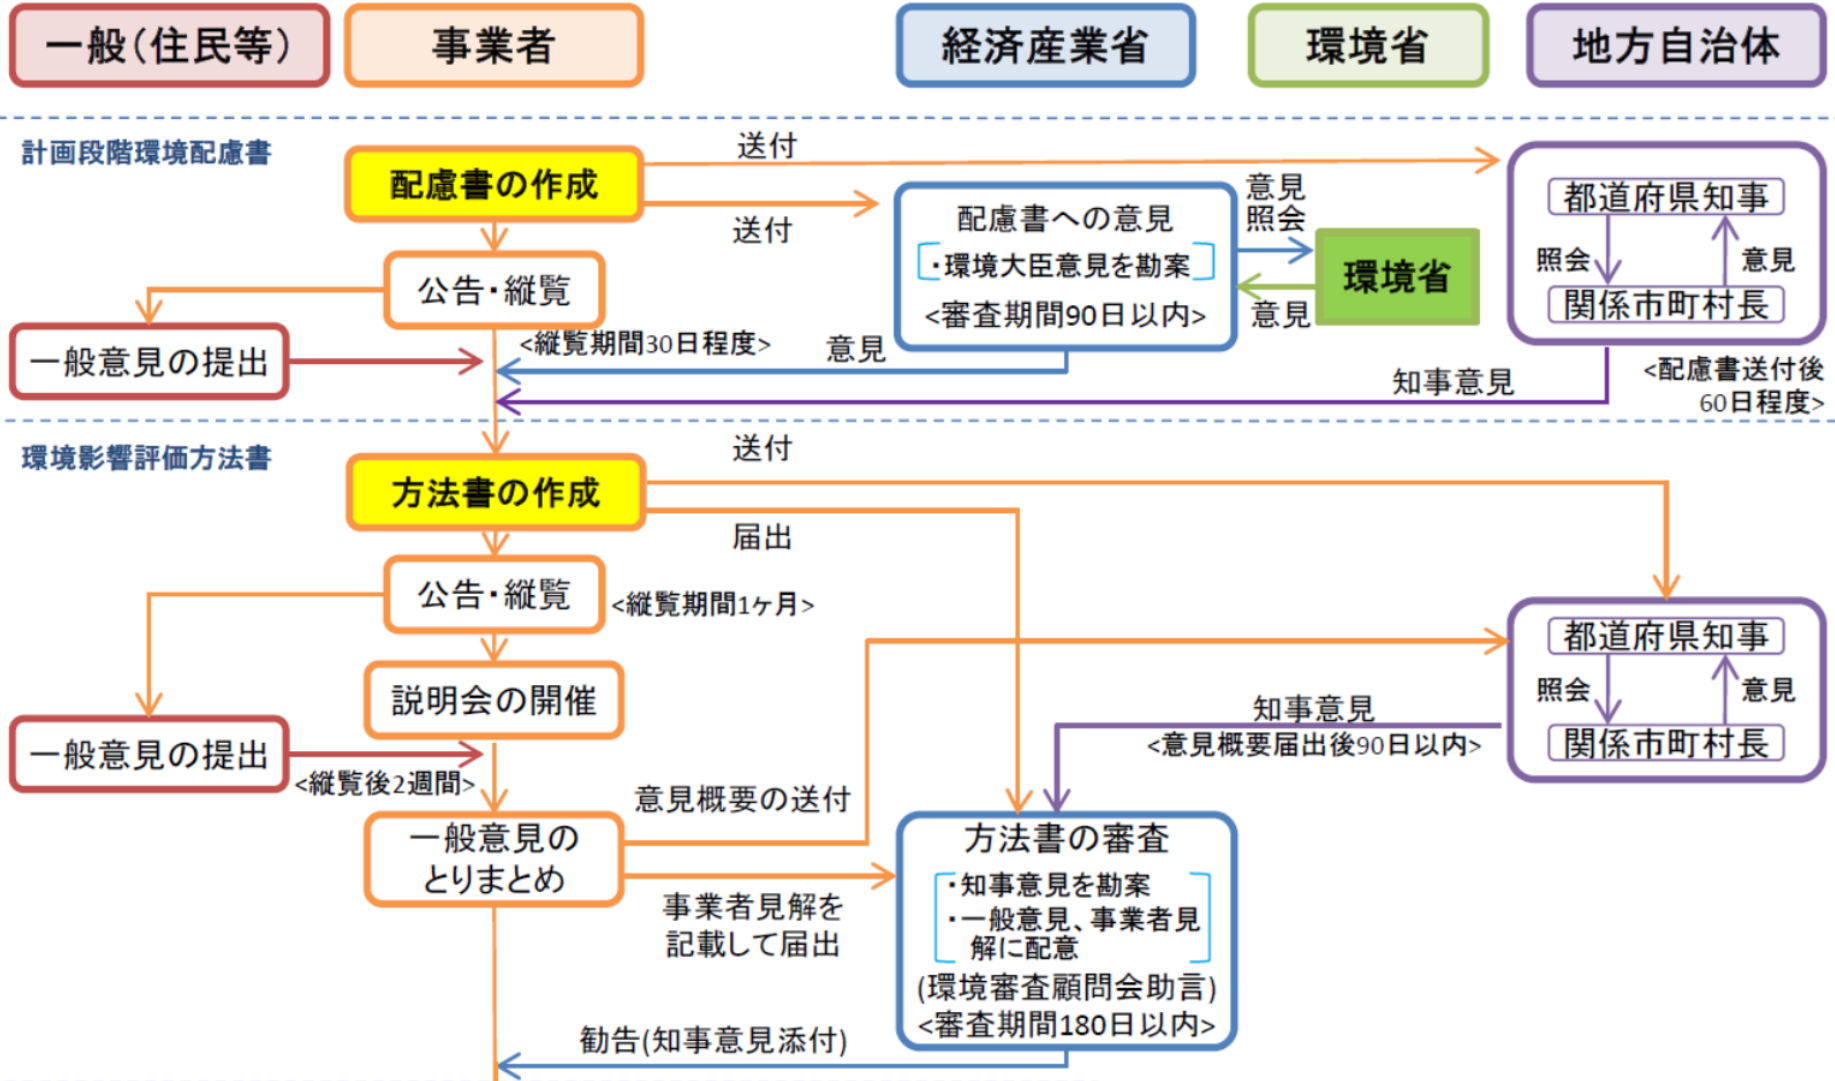 一般(住民等)
事業者
経済産業省
環境省
地方自治体
計画段階環境配慮書
配慮書の作成
送付
送付
公告・縦覧
<縦覧期間30日程度>
一般意見の提出
配慮書への意見
・環境大臣意見を勘案
<審査期間90日以内>
意見
照会
環境省
意見
意見
都道府県知事
照会
意見
関係市町村長
知事意見
<配慮書送付後
60日程度>
環境影響評価方法書
方法書の作成
送付
届出
公告・縦覧
<縦覧期間1ヶ月>
説明会の開催
一般意見の提出
<縦覧後2週間>
都道府県知事
照会
意見
関係市町村長
知事意見
<意見概要届出後90日以内>
意見概要の送付
一般意見の
とりまとめ
事業者見解を
記載して届出
方法書の審査
・知事意見を勘案
・一般意見、事業者見
解に配意
(環境審査顧問会助言)
<審査期間180日以内>
勧告(知事意見添付)